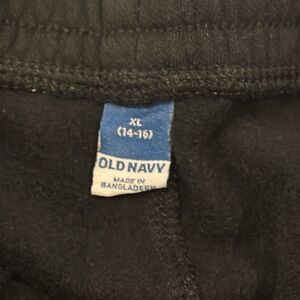 XL
(14-16)
OLD NAVY
MADE IN
BANGLADESH